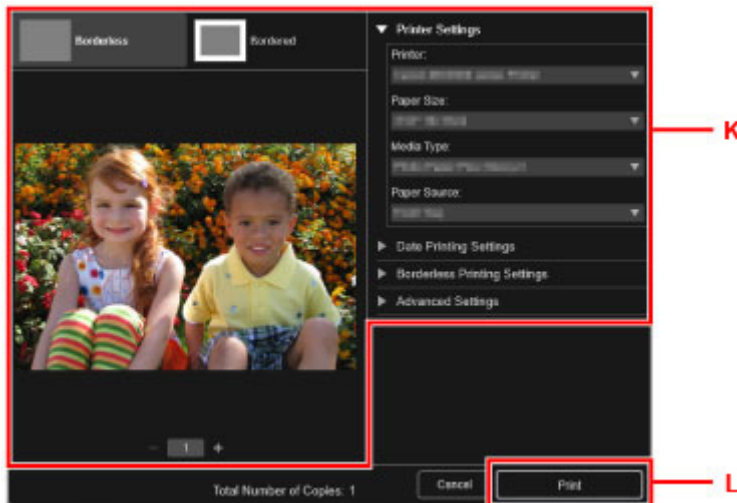 Borderless
Bordered
Printer Settings
Printer:
Paper Size:
K
Media Type:
Paper Source:
Date Printing Settings
Borderless Printing Settings
Advanced Settings
− 1 +
Total Number of Copies: 1
Cancel
Print
L